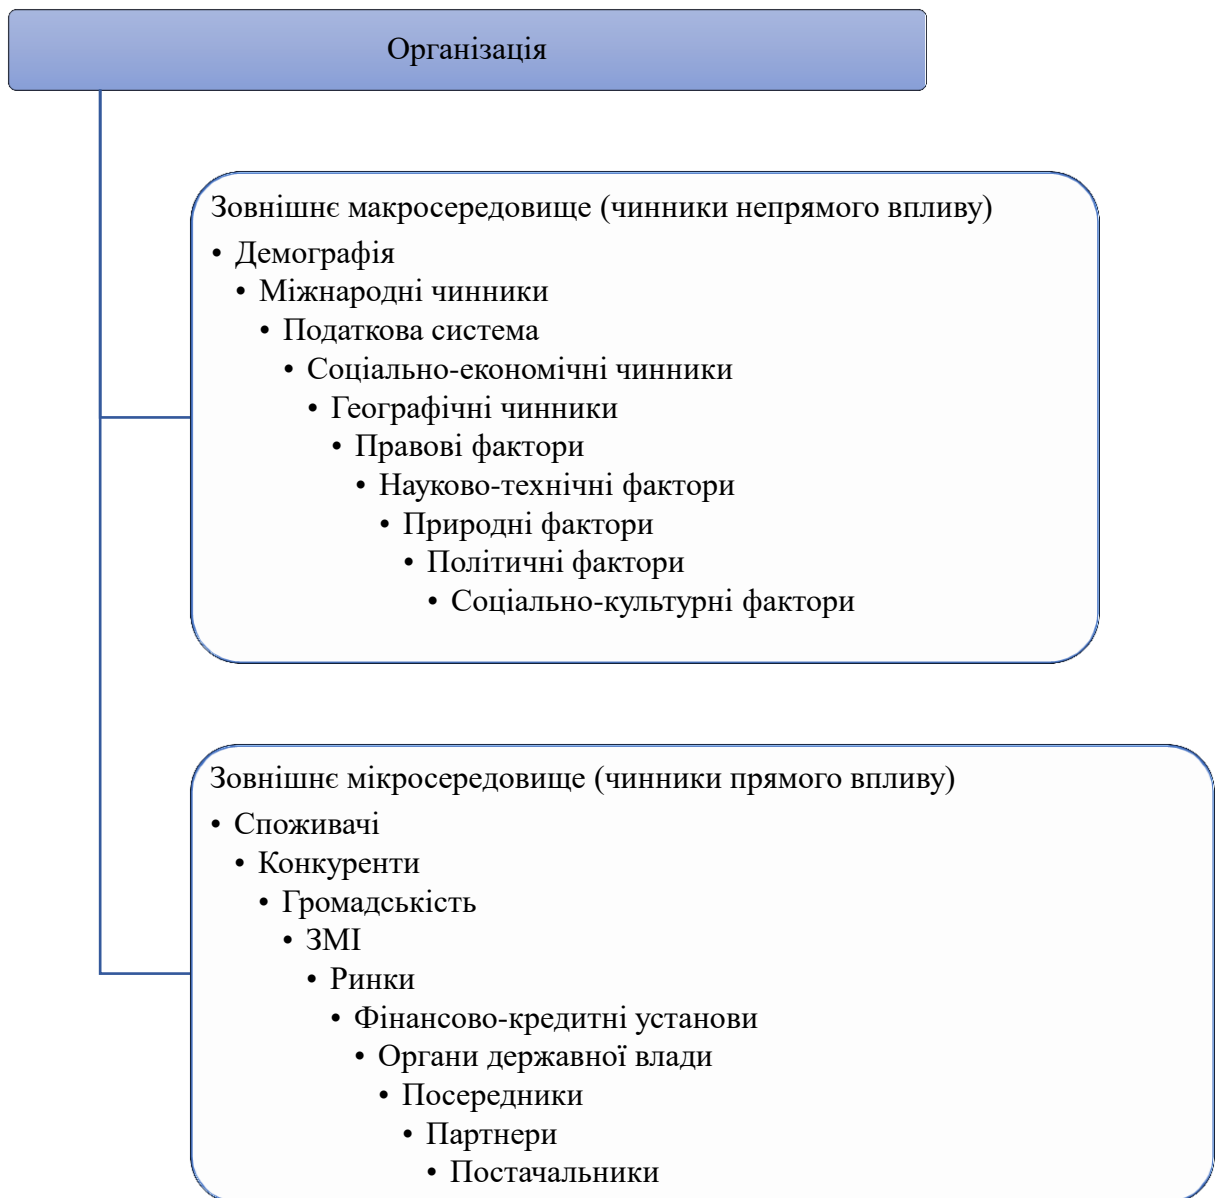 Організація
Зовнішнє макросередовище (чинники непрямого впливу)
• Демографія
• Міжнародні чинники
• Податкова система
• Соціально-економічні чинники
• Географічні чинники
• Правові фактори
• Науково-технічні фактори
• Природні фактори
• Політичні фактори
• Соціально-культурні фактори
Зовнішнє мікросередовище (чинники прямого впливу)
• Споживачі
• Конкуренти
• Громадськість
• ЗМІ
• Ринки
• Фінансово-кредитні установи
• Органи державної влади
• Посередники
• Партнери
• Постачальники